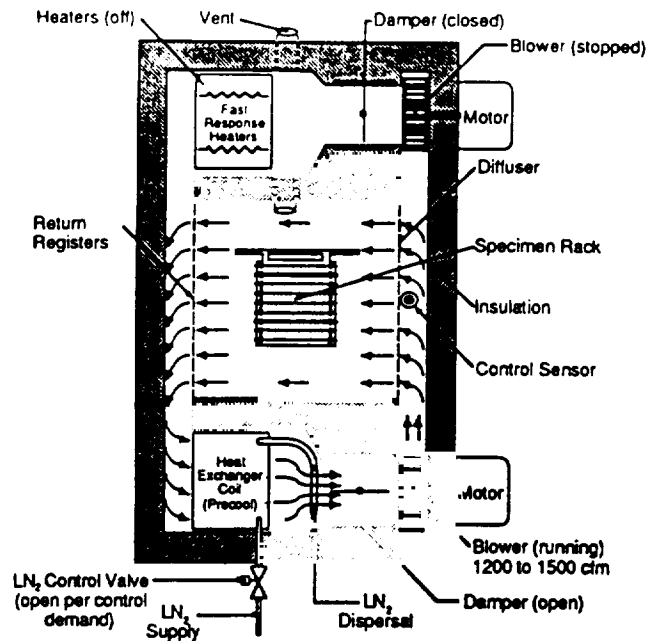 Heaters (off)
Vent
Damper (closed)
Blower (stopped)
Fast
Response
Heaters
Motor
Diffuser
Return
Registers
Specimen Rack
Insulation
Control Sensor
Heat
Exchanger
Coil
(Precool)
Motor
Blower (running)
1200 to 1500 cfm
LN₂ Control Valve
(open per control
demand)
LN₂
Supply
LN₂
Dispersal
Damper (open)